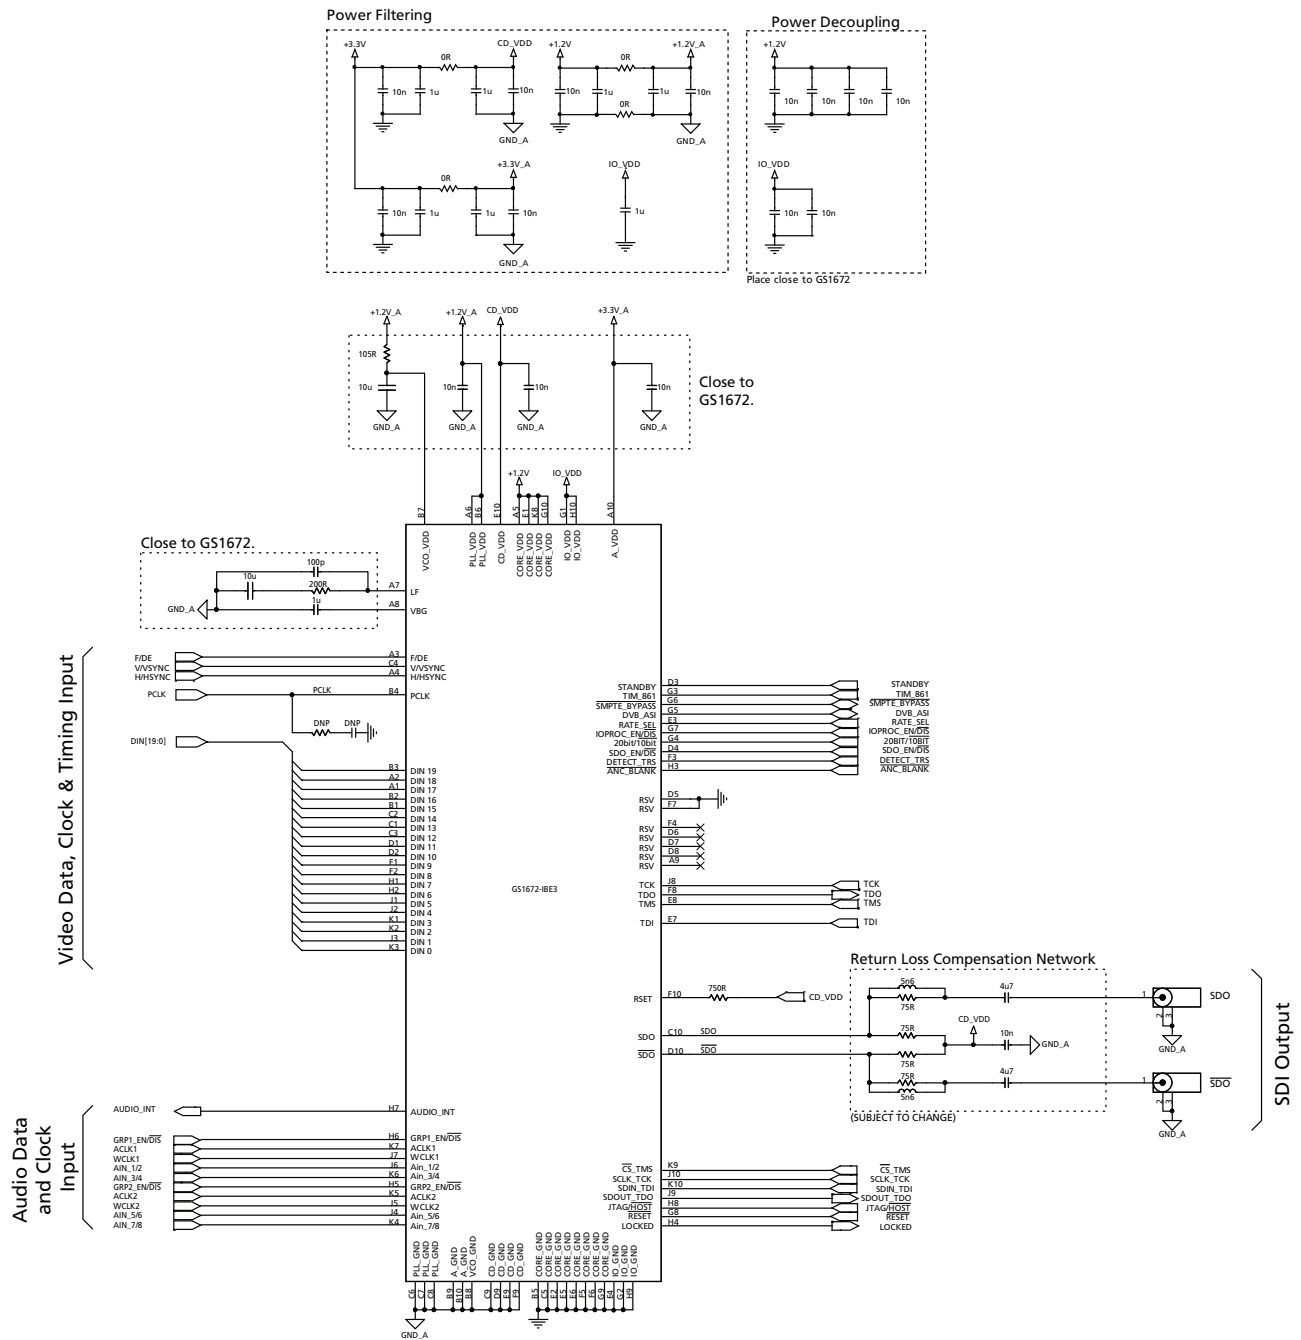 Power Filtering
Power Decoupling
+3.3V
0R
CD_VDD
+1.2V
0R
+1.2V_A
+1.2V
10n
1u
1u
10n
10n
1u
1u
10n
10n
10n
10n
10n
0R
GND_A
GND_A
+3.3V_A
0R
IO_VDD
IO_VDD
10n
1u
1u
10n
1u
10n
10n
GND_A
Place close to GS1672
+1.2V_A
+1.2V_A
CD_VDD
+3.3V_A
105R
10u
10n
10n
10n
GND_A
GND_A
GND_A
GND_A
Close to
GS1672.
+1.2V
IO_VDD
B7
A6
B6
E10
A5
E1
K8
G10
G1
H10
A10
VCO_VDD
PLL_VDD
PLL_VDD
CD_VDD
CORE_VDD
CORE_VDD
CORE_VDD
CORE_VDD
IO_VDD
IO_VDD
A_VDD
Close to GS1672.
100p
10u
200R
1u
GND_A
A7
LF
A8
VBG
Video Data, Clock & Timing Input
F/DE
A3
F/DE
V/VSYNC
C4
V/VSYNC
H/HSYNC
A4
H/HSYNC
PCLK
PCLK
B4
PCLK
DNP
DNP
DIN[19:0]
B3
DIN 19
A2
DIN 18
A1
DIN 17
B2
DIN 16
B1
DIN 15
C2
DIN 14
C1
DIN 13
C3
DIN 12
D1
DIN 11
D2
DIN 10
F1
DIN 9
F2
DIN 8
H1
DIN 7
H2
DIN 6
J1
DIN 5
J2
DIN 4
K1
DIN 3
K2
DIN 2
J3
DIN 1
K3
DIN 0
GS1672-IBE3
STANDBY
D3
STANDBY
TIM_861
G3
TIM_861
SMPTE_BYPASS
G6
SMPTE_BYPASS
DVB_ASI
G5
DVB_ASI
RATE_SEL
E3
RATE_SEL
IOPROC_EN/DIS
G7
IOPROC_EN/DIS
20bit/10bit
G4
20BIT/10BIT
SDO_EN/DIS
D4
SDO_EN/DIS
DETECT_TRS
F3
DETECT_TRS
ANC_BLANK
H3
ANC_BLANK
RSV
D5
RSV
F7
RSV
F4
RSV
D6
RSV
D7
RSV
D8
RSV
A9
TCK
J8
TCK
TDO
F8
TDO
TMS
E8
TMS
TDI
E7
TDI
RSET
F10
750R
CD_VDD
Return Loss Compensation Network
5n6
75R
4u7
1
SDO
2
3
GND_A
SDO
C10
SDO
75R
CD_VDD
10n
GND_A
SDO
D10
SDO
75R
75R
5n6
4u7
1
SDO
2
3
GND_A
(SUBJECT TO CHANGE)
SDI Output
Audio Data
and Clock
Input
AUDIO_INT
H7
AUDIO_INT
GRP1_EN/DIS
H6
GRP1_EN/DIS
ACLK1
K7
ACLK1
WCLK1
J7
WCLK1
AIN_1/2
J6
Ain_1/2
AIN_3/4
K6
Ain_3/4
GRP2_EN/DIS
H5
GRP2_EN/DIS
ACLK2
K5
ACLK2
WCLK2
J5
WCLK2
AIN_5/6
J4
Ain_5/6
AIN_7/8
K4
Ain_7/8
CS_TMS
K9
CS_TMS
SCLK_TCK
J10
SCLK_TCK
SDIN_TDI
K10
SDIN_TDI
SDOUT_TDO
J9
SDOUT_TDO
JTAG/HOST
H8
JTAG/HOST
RESET
G8
RESET
LOCKED
H4
LOCKED
PLL_GND
PLL_GND
PLL_GND
A_GND
A_GND
VCO_GND
CD_GND
CD_GND
CD_GND
CD_GND
CORE_GND
CORE_GND
CORE_GND
CORE_GND
CORE_GND
CORE_GND
CORE_GND
CORE_GND
IO_GND
IO_GND
IO_GND
C6
C7
C8
B9
B10
B8
C9
D9
E9
F9
B5
C5
E2
E5
E6
F5
F6
G9
E4
G2
H9
GND_A